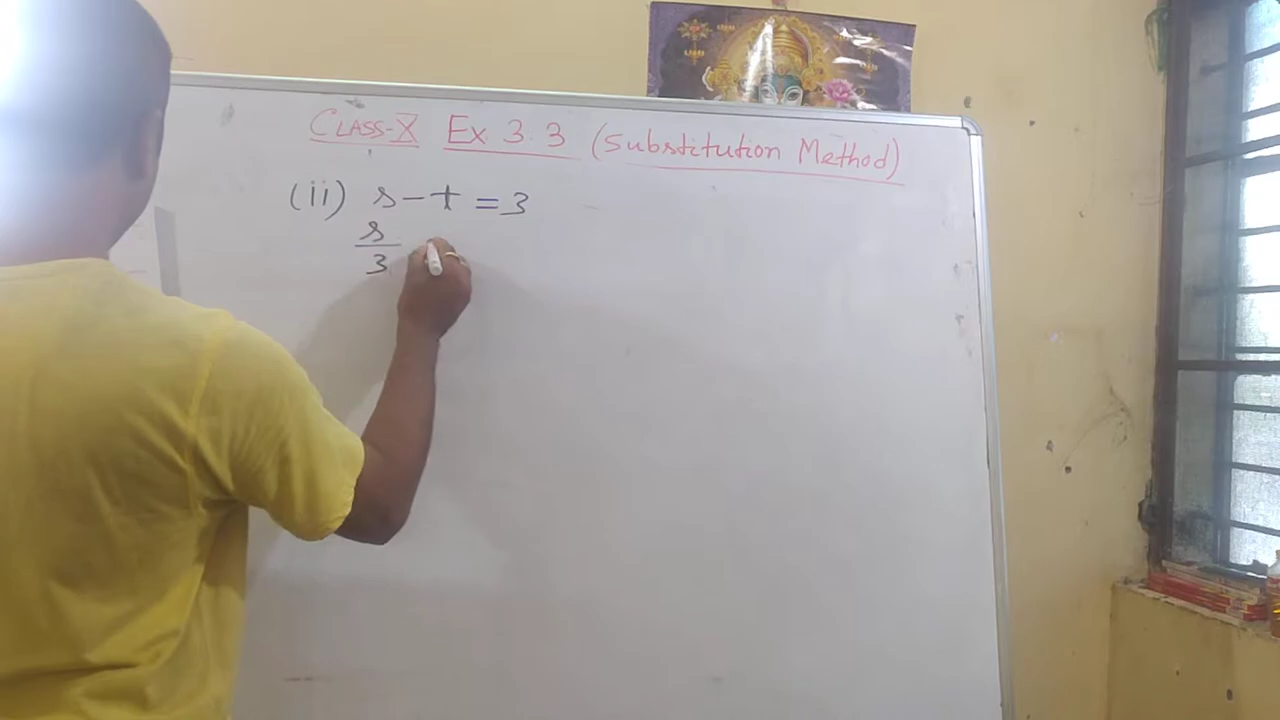 CLASS-X Ex 3.3 (Substitution Method)
(ii) s - t = 3
s/3